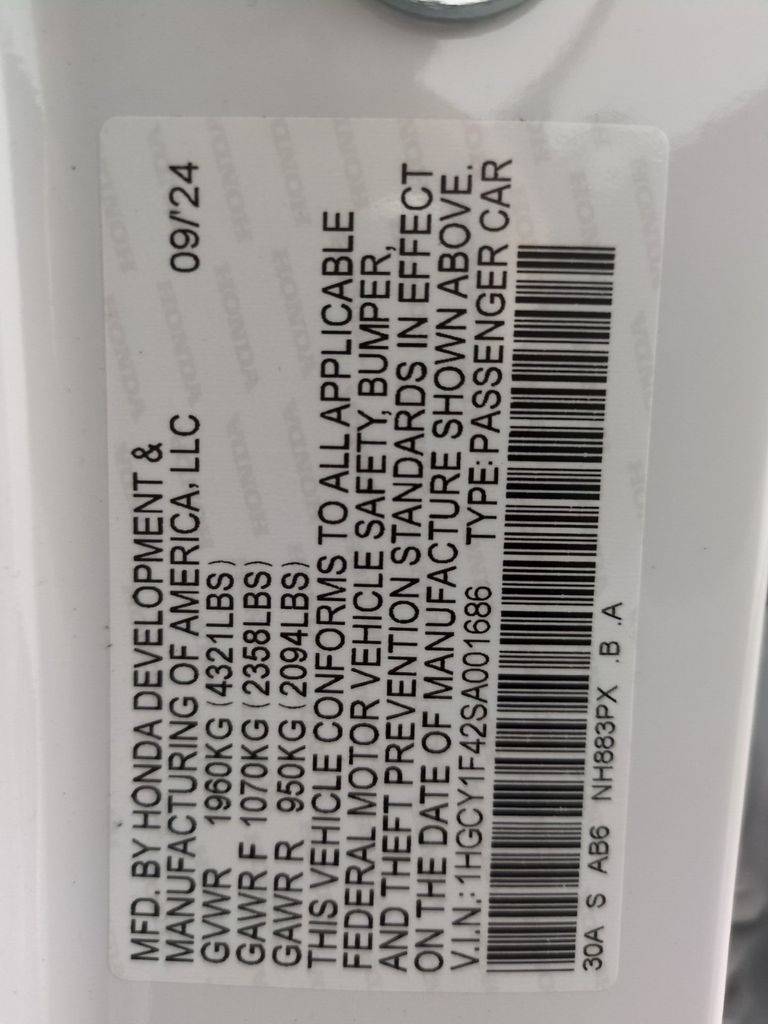 MFD. BY HONDA DEVELOPMENT &
MANUFACTURING OF AMERICA, LLC 09/'24
GVWR 1960KG (4321LBS)
GAWR F 1070KG (2358LBS)
GAWR R 950KG (2094LBS)
THIS VEHICLE CONFORMS TO ALL APPLICABLE
FEDERAL MOTOR VEHICLE SAFETY, BUMPER,
AND THEFT PREVENTION STANDARDS IN EFFECT
ON THE DATE OF MANUFACTURE SHOWN ABOVE.
V.I.N.: 1HGCY1F42SA001686 TYPE: PASSENGER CAR
30A S AB6 NH883PX .B .A